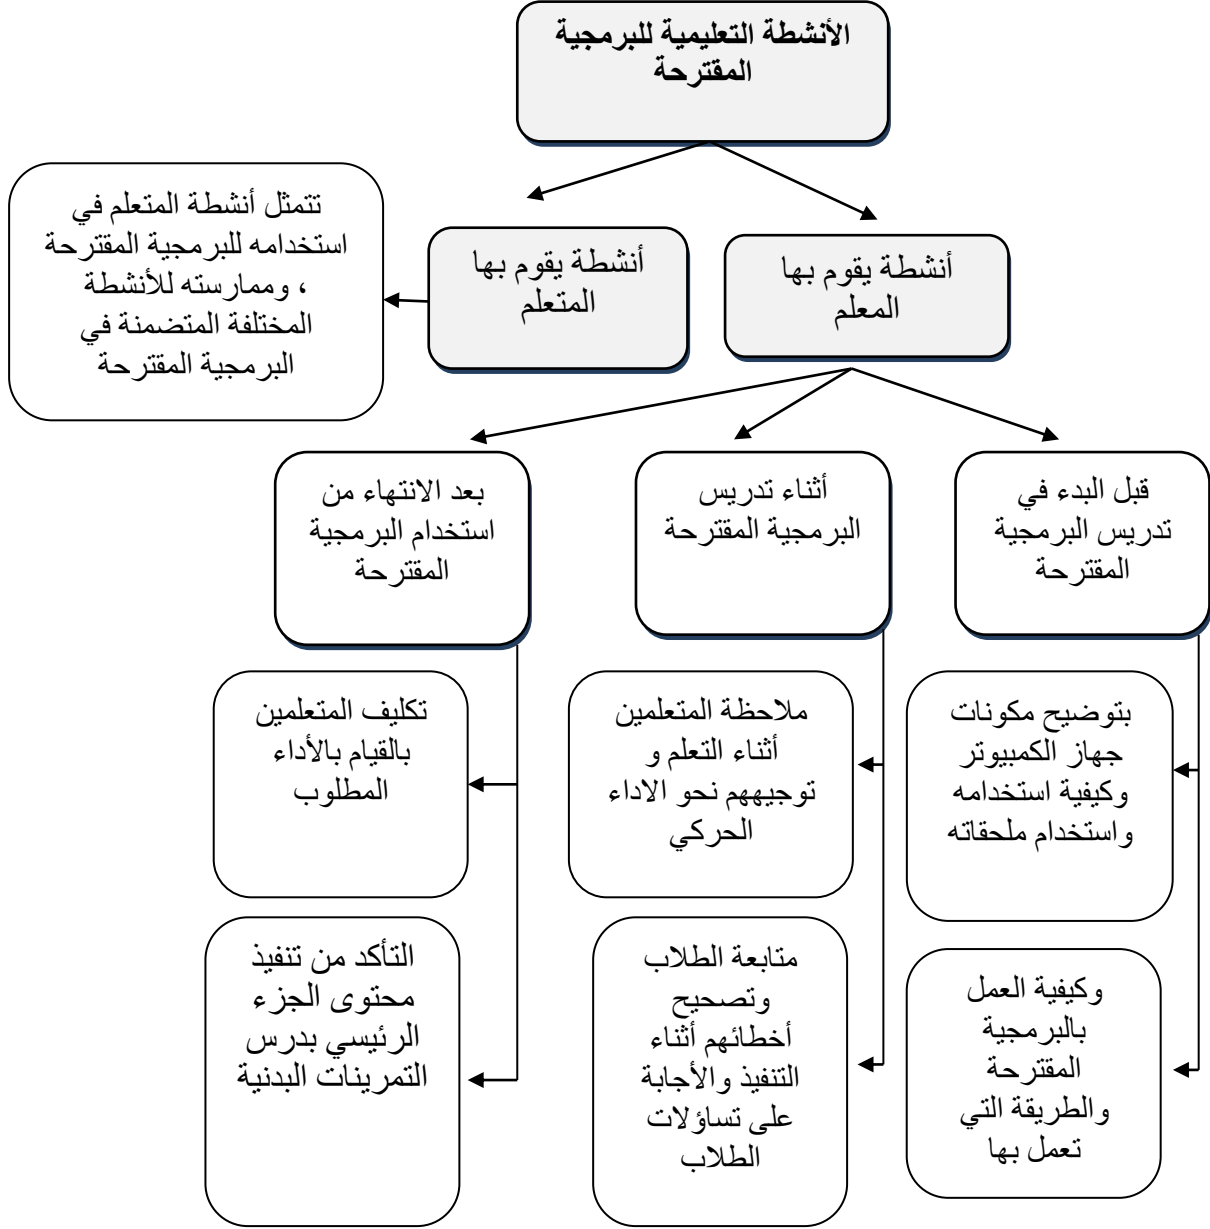 الأنشطة التعليمية للبرمجية
المقترحة
أنشطة يقوم بها
المعلم
أنشطة يقوم بها
المتعلم
تتمثل أنشطة المتعلم في
استخدامه للبرمجية المقترحة
، وممارسته للأنشطة
المختلفة المتضمنة في
البرمجية المقترحة
قبل البدء في
تدريس البرمجية
المقترحة
أثناء تدريس
البرمجية المقترحة
بعد الانتهاء من
استخدام البرمجية
المقترحة
بتوضيح مكونات
جهاز الكمبيوتر
وكيفية استخدامه
واستخدام ملحقاته
ملاحظة المتعلمين
أثناء التعلم و
توجيههم نحو الاداء
الحركي
تكليف المتعلمين
بالقيام بالأداء
المطلوب
وكيفية العمل
بالبرمجية
المقترحة
والطريقة التي
تعمل بها
متابعة الطلاب
وتصحيح
أخطائهم أثناء
التنفيذ والأجابة
على تساؤلات
الطلاب
التأكد من تنفيذ
محتوى الجزء
الرئيسي بدرس
التمرينات البدنية